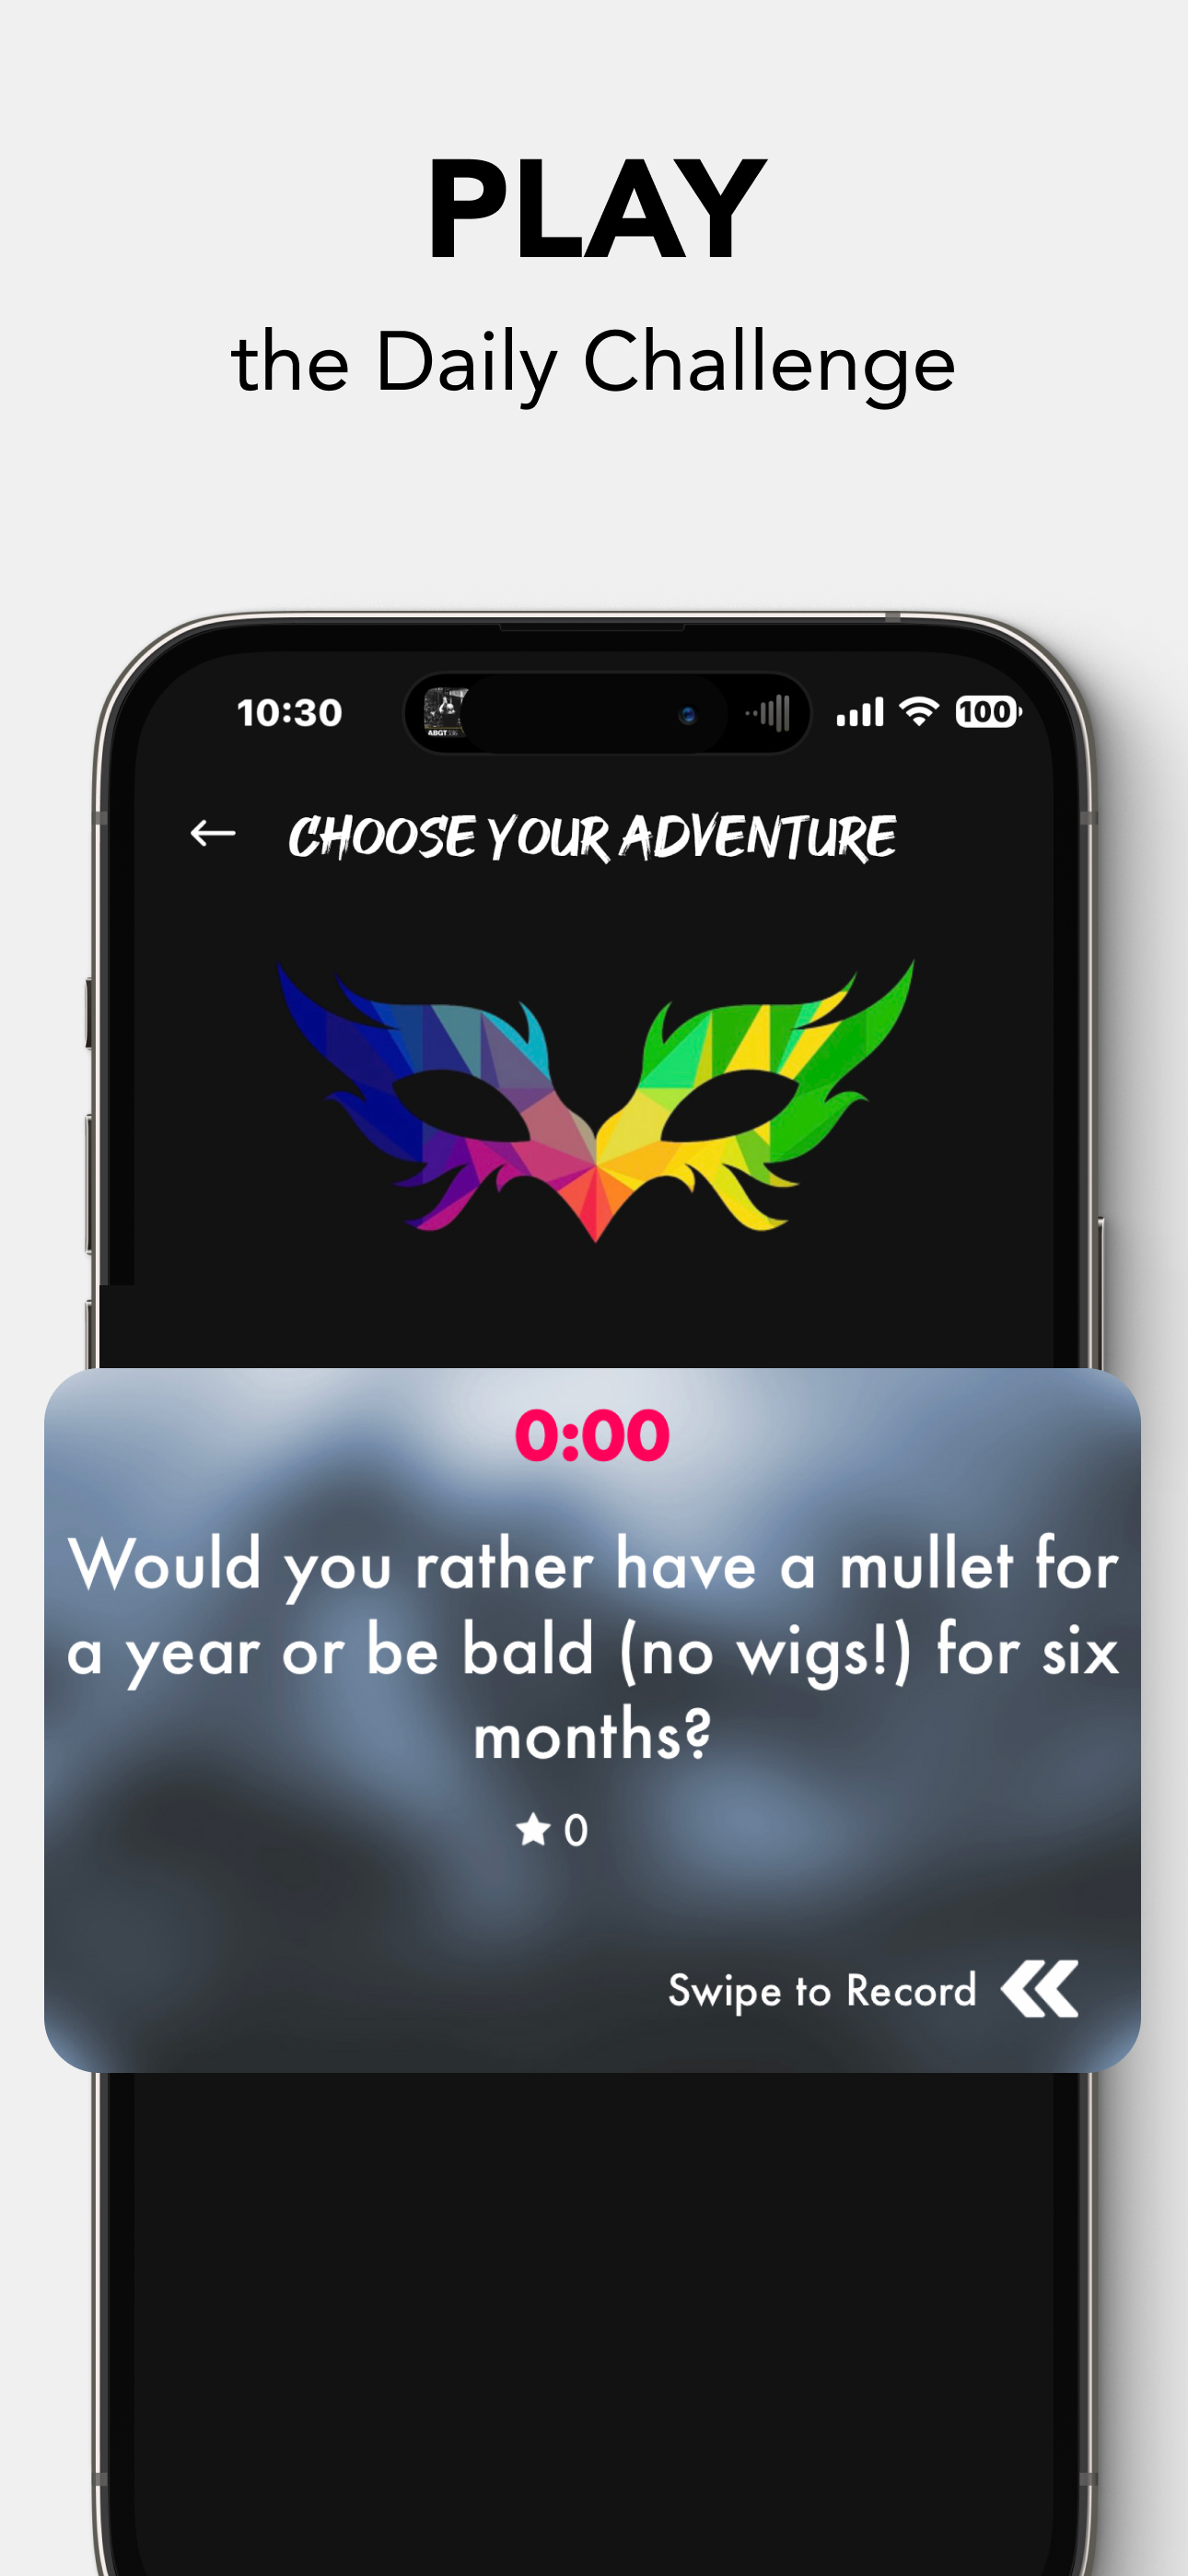 PLAY
the Daily Challenge
10:30
ABGT
100
CHOOSE YOUR ADVENTURE
0:00
Would you rather have a mullet for
a year or be bald (no wigs!) for six
months?
0
Swipe to Record